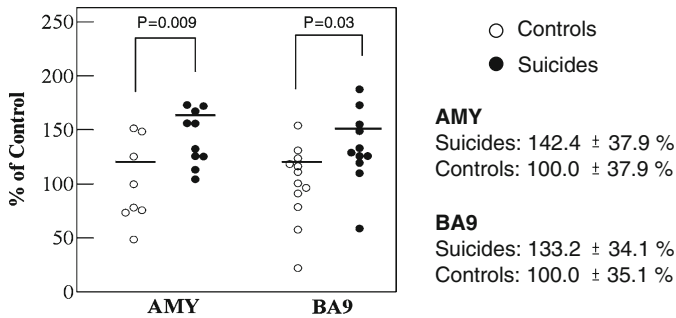 250
200
150
100
50
0
% of Control
P=0.009
P=0.03
AMY
BA9
Controls
Suicides
AMY
Suicides: 142.4 ± 37.9 %
Controls: 100.0 ± 37.9 %
BA9
Suicides: 133.2 ± 34.1 %
Controls: 100.0 ± 35.1 %